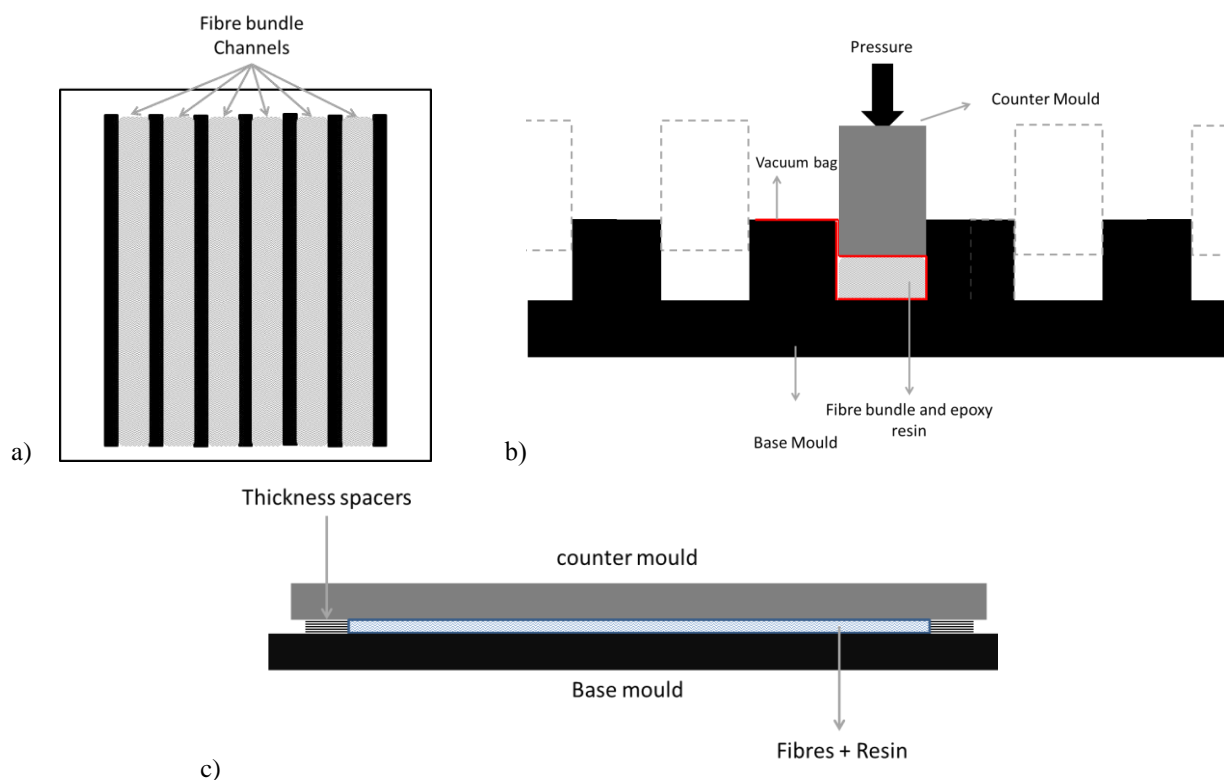 Fibre bundle
Channels
a)
Pressure
Counter Mould
Vacuum bag
Fibre bundle and epoxy
resin
Base Mould
b)
Thickness spacers
counter mould
Base mould
Fibres + Resin
c)